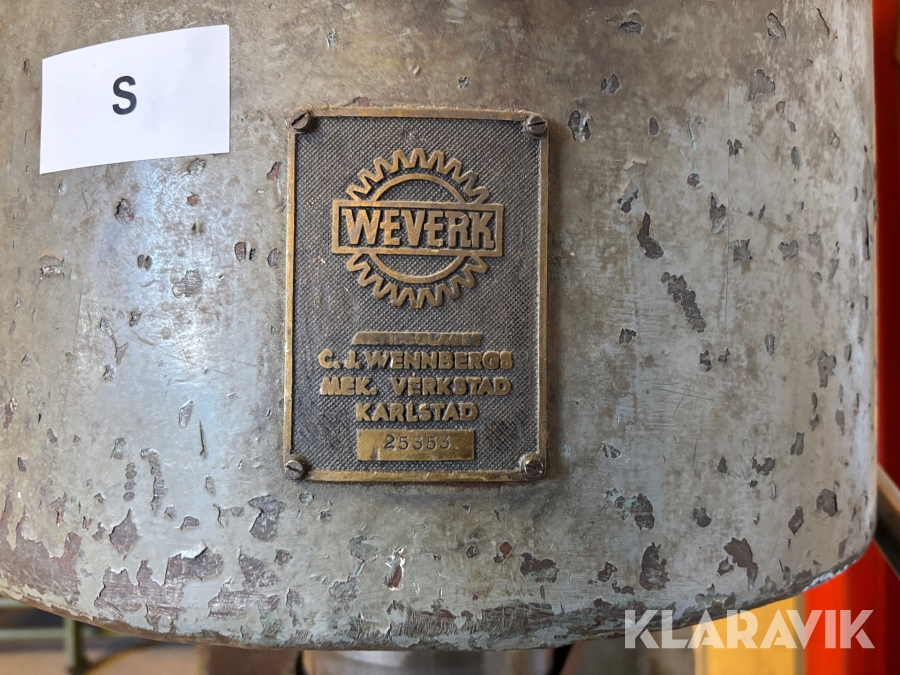 S
WEVERK
C. J. WENNBERGS
MEK. VERKSTAD
KARLSTAD
25353
KLARAVIK